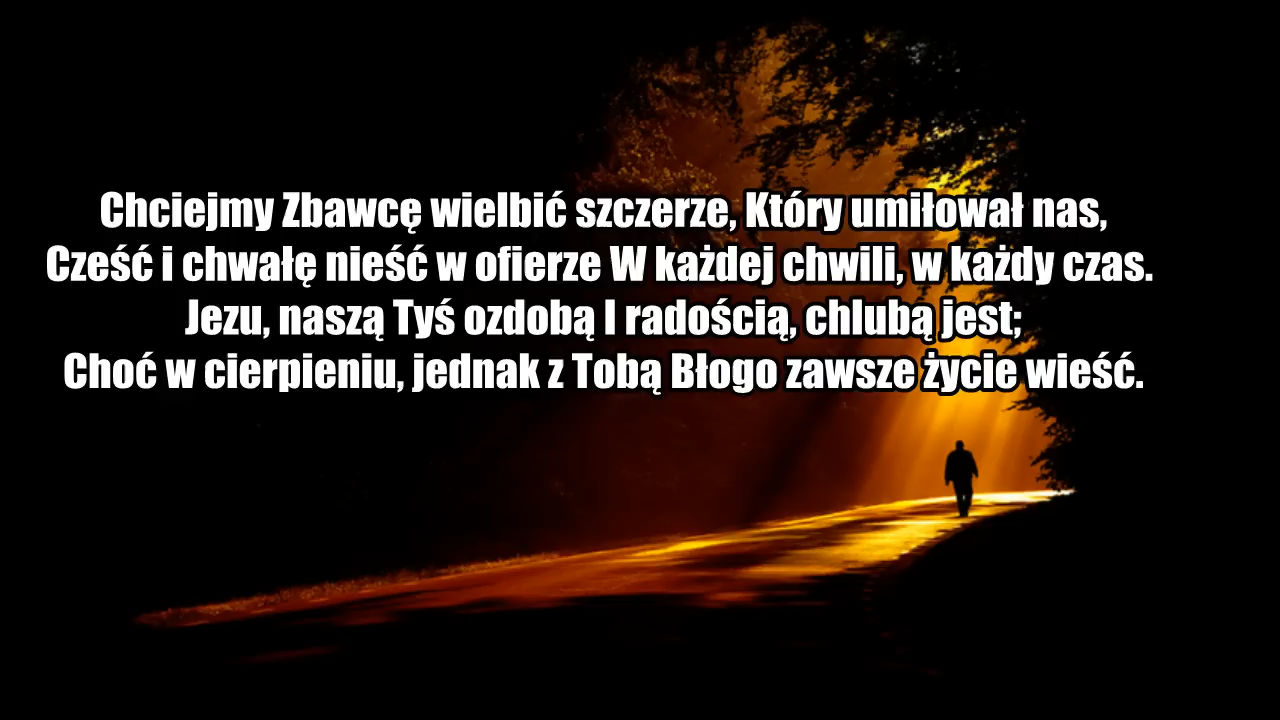 Chciejmy Zbawcę wielbić szczerze, Który umiłował nas,
Cześć i chwałę nieść w ofierze W każdej chwili, w każdy czas.
Jezu, naszą Tyś ozdobą I radością, chlubą jest;
Choć w cierpieniu, jednak z Tobą Błogo zawsze życie wieść.